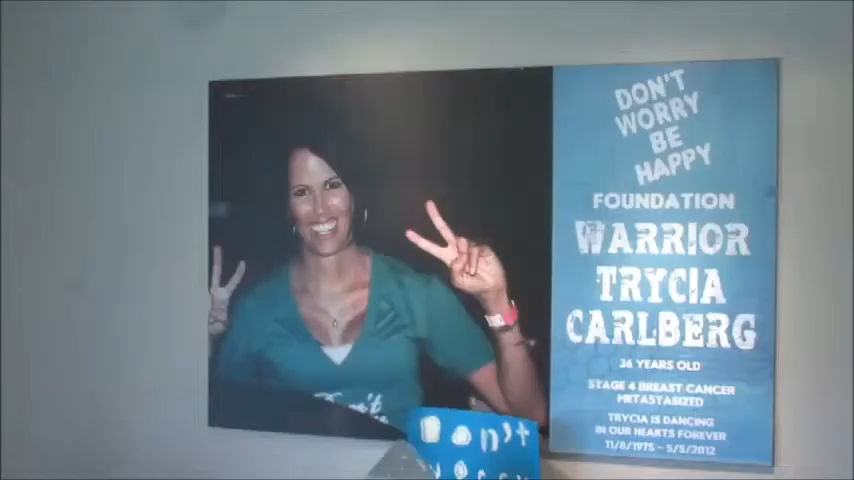 DON'T
WORRY
BE
HAPPY
FOUNDATION
WARRIOR
TRYCIA
CARLBERG
36 YEARS OLD
STAGE 4 BREAST CANCER
METASTASIZED
TRYCIA IS DANCING
IN OUR HEARTS FOREVER
11/8/1975 - 5/5/2012
Don't
Don't